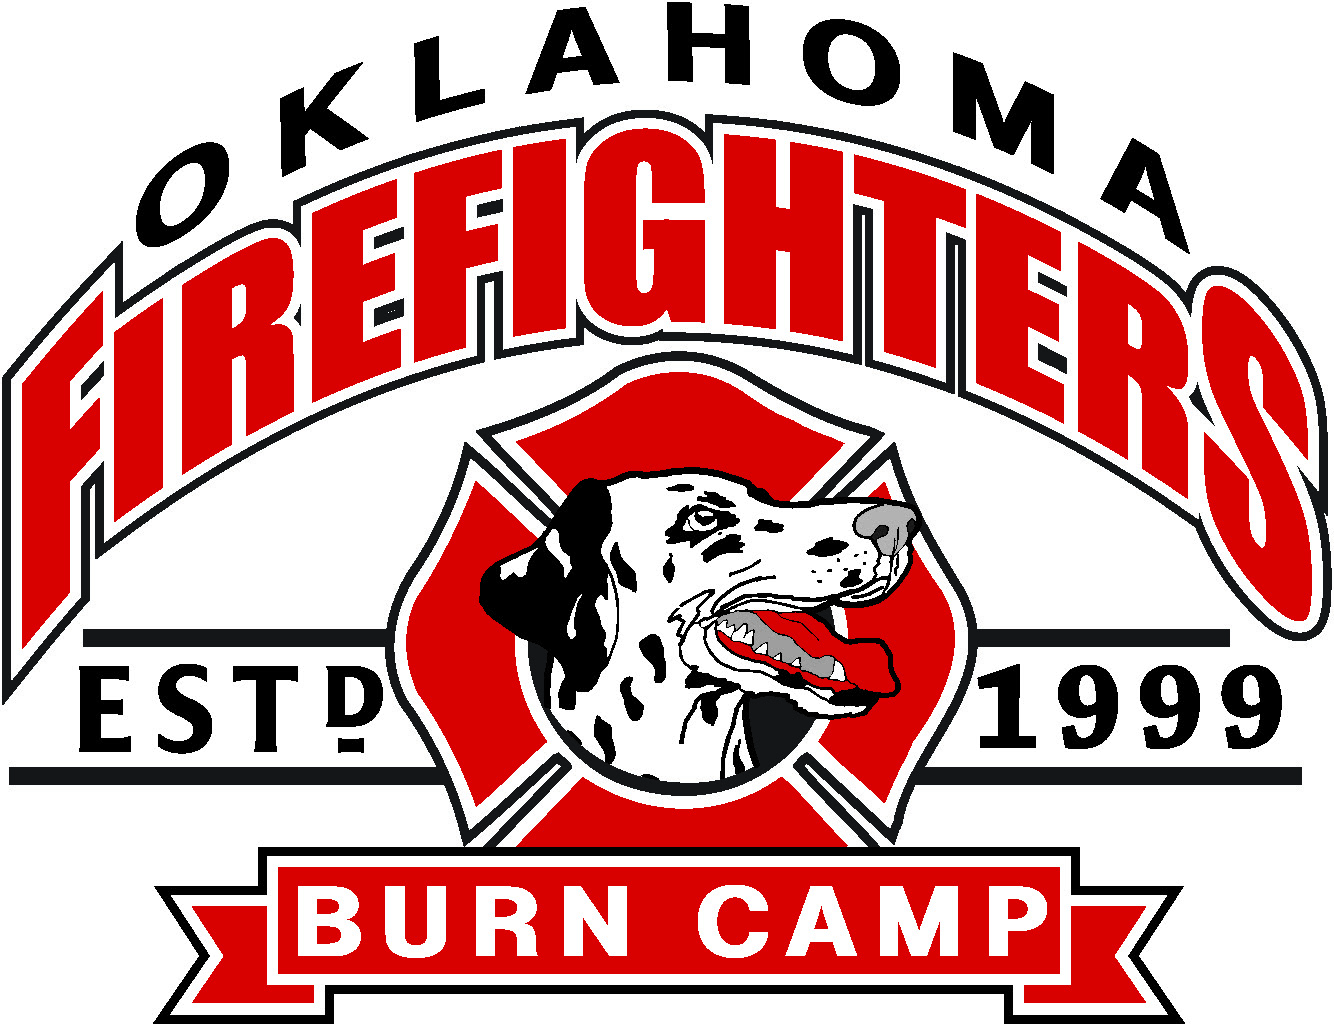 OKLAHOMA
FIREFIGHTERS
ESTD 1999
BURN CAMP